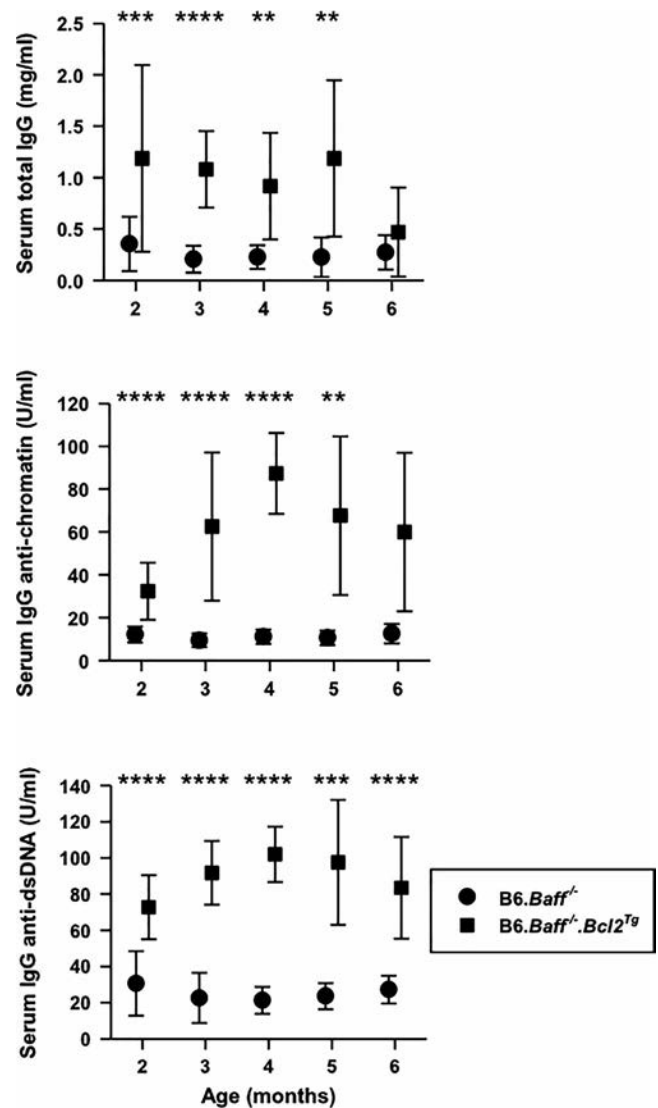 *** **** ** **
Serum total IgG (mg/ml)
2.5
2.0
1.5
1.0
0.5
0.0
2 3 4 5 6
**** **** **** **
Serum IgG anti-chromatin (U/ml)
120
100
80
60
40
20
0
2 3 4 5 6
**** **** **** *** ****
Serum IgG anti-dsDNA (U/ml)
140
120
100
80
60
40
20
0
2 3 4 5 6
Age (months)
B6.Baff-/-
B6.Baff-/-.Bcl2Tg